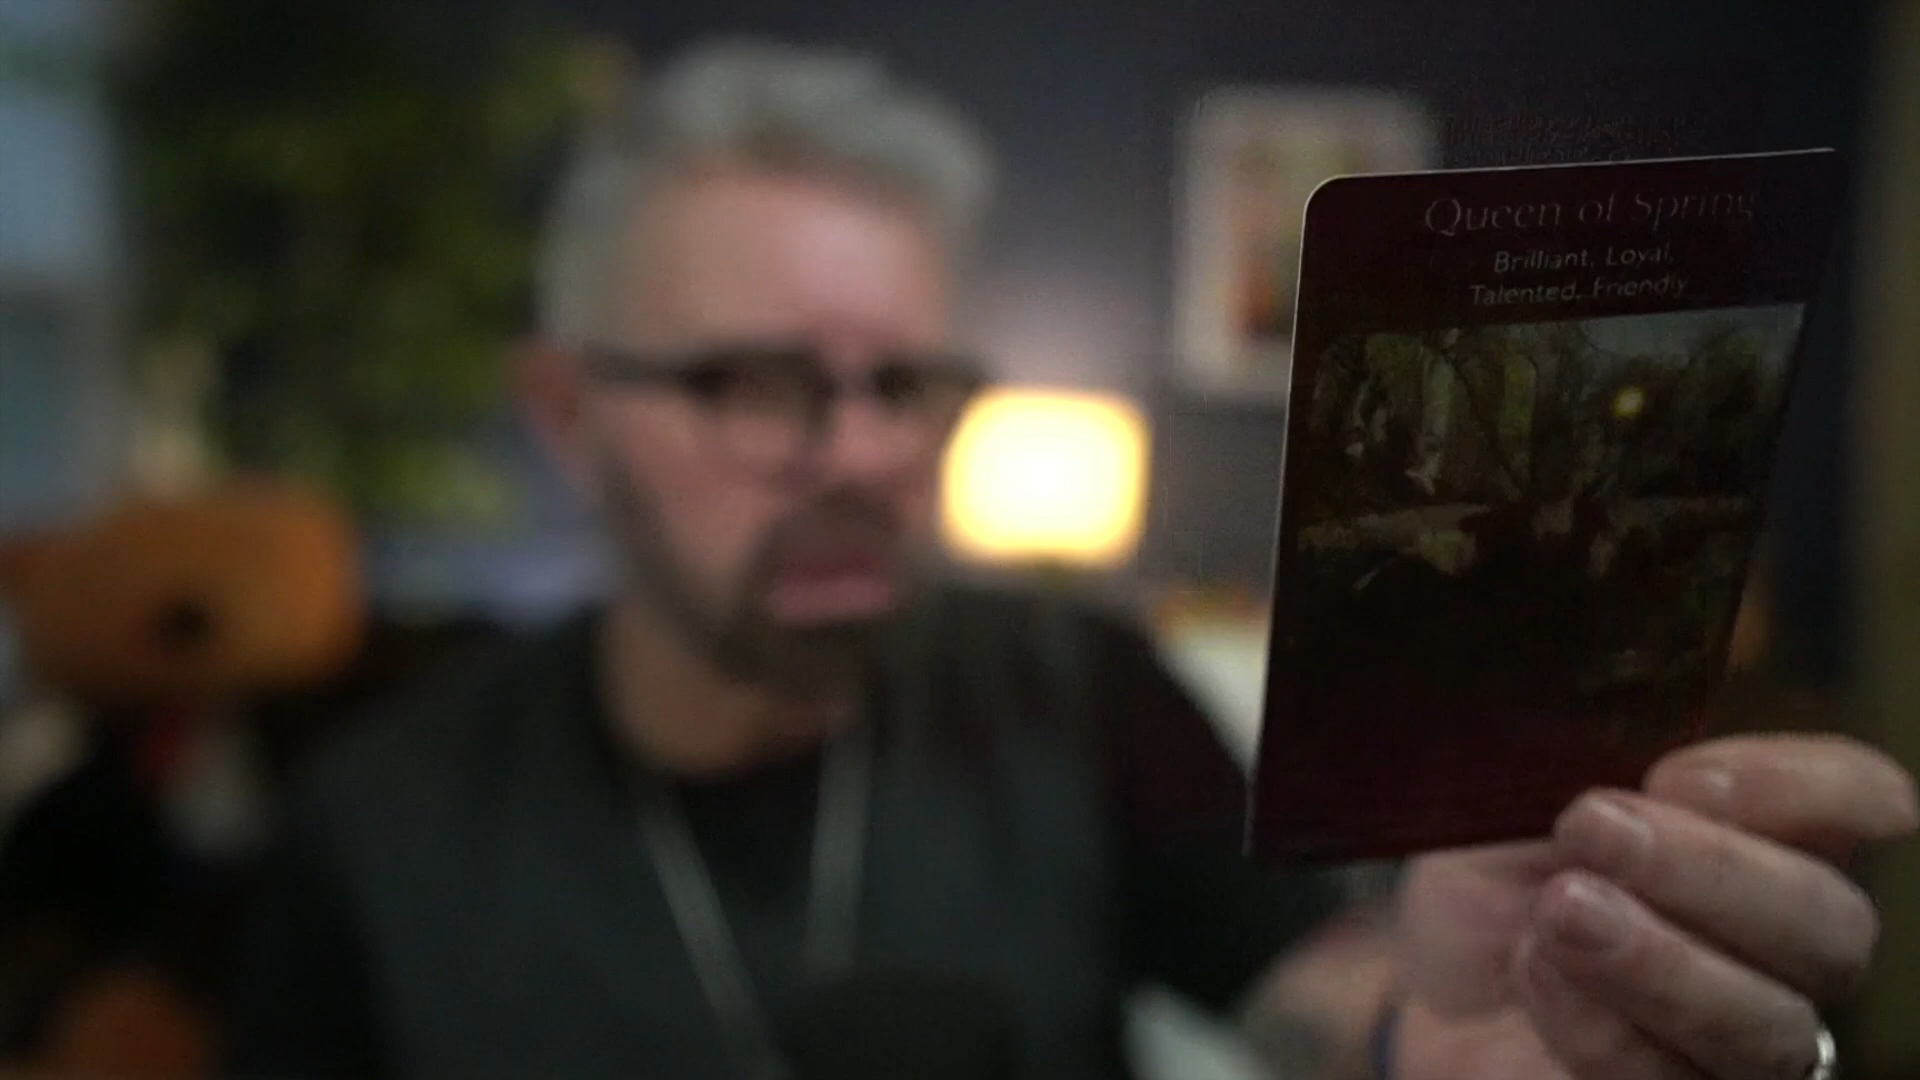 Queen of Spring
Brilliant, Loyal,
Talented, Friendly